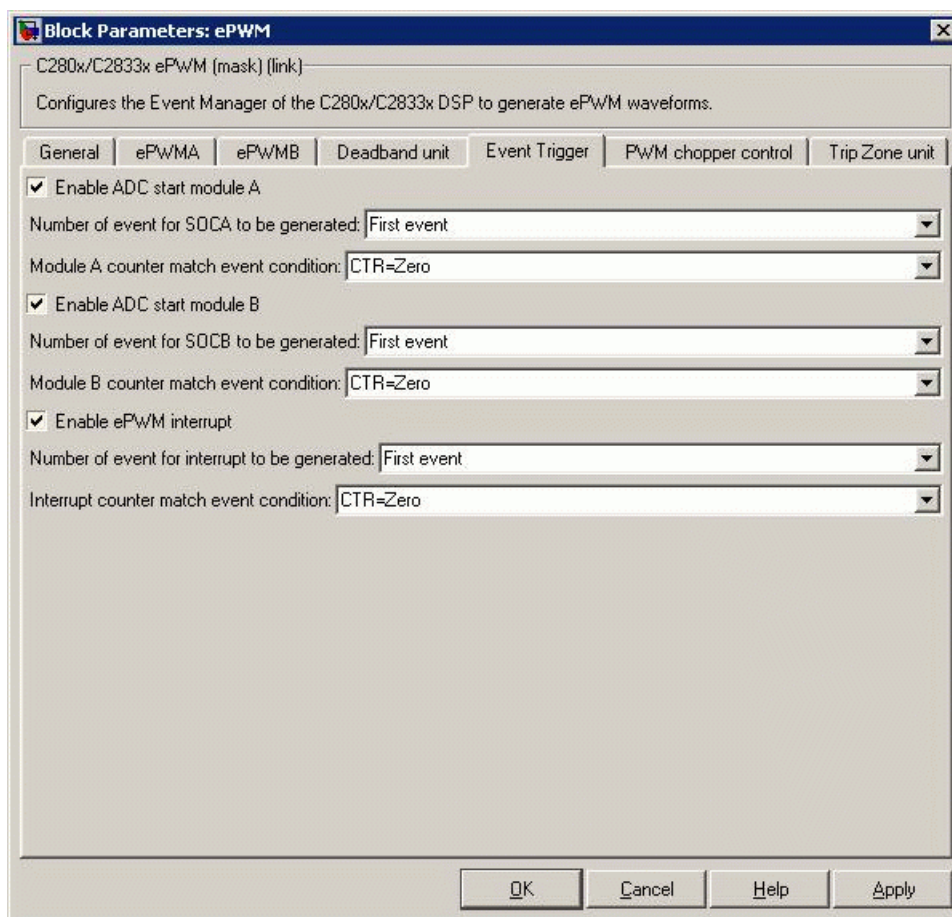 Block Parameters: ePWM
C280x/C2833x ePWM (mask) (link)
Configures the Event Manager of the C280x/C2833x DSP to generate ePWM waveforms.
General ePWMA ePWMB Deadband unit Event Trigger PWM chopper control Trip Zone unit
Enable ADC start module A
Number of event for SOCA to be generated: First event
Module A counter match event condition: CTR=Zero
Enable ADC start module B
Number of event for SOCB to be generated: First event
Module B counter match event condition: CTR=Zero
Enable ePWM interrupt
Number of event for interrupt to be generated: First event
Interrupt counter match event condition: CTR=Zero
OK Cancel Help Apply